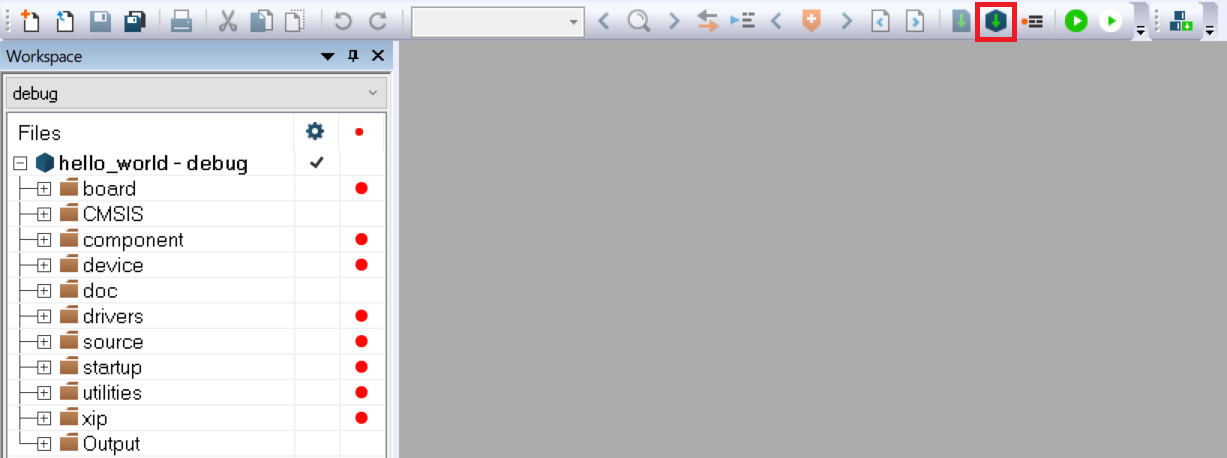 Workspace
debug
Files
hello_world - debug
board
CMSIS
component
device
doc
drivers
source
startup
utilities
xip
Output